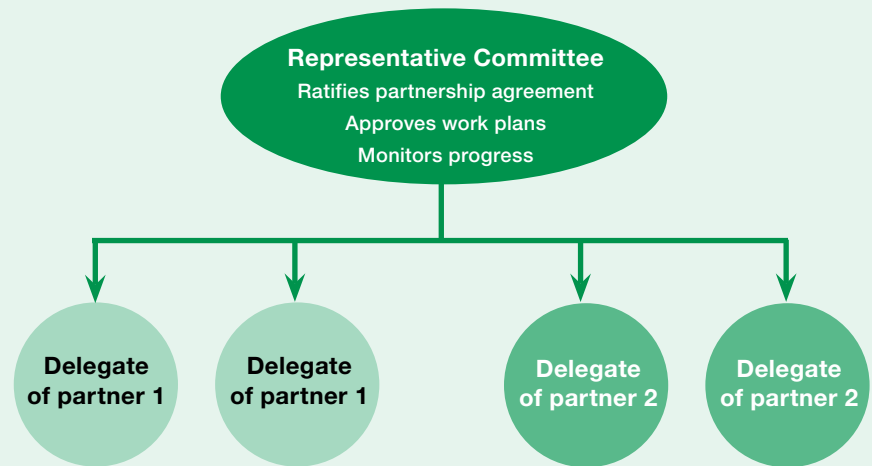 Representative Committee
Ratifies partnership agreement
Approves work plans
Monitors progress
Delegate
of partner 1
Delegate
of partner 1
Delegate
of partner 2
Delegate
of partner 2